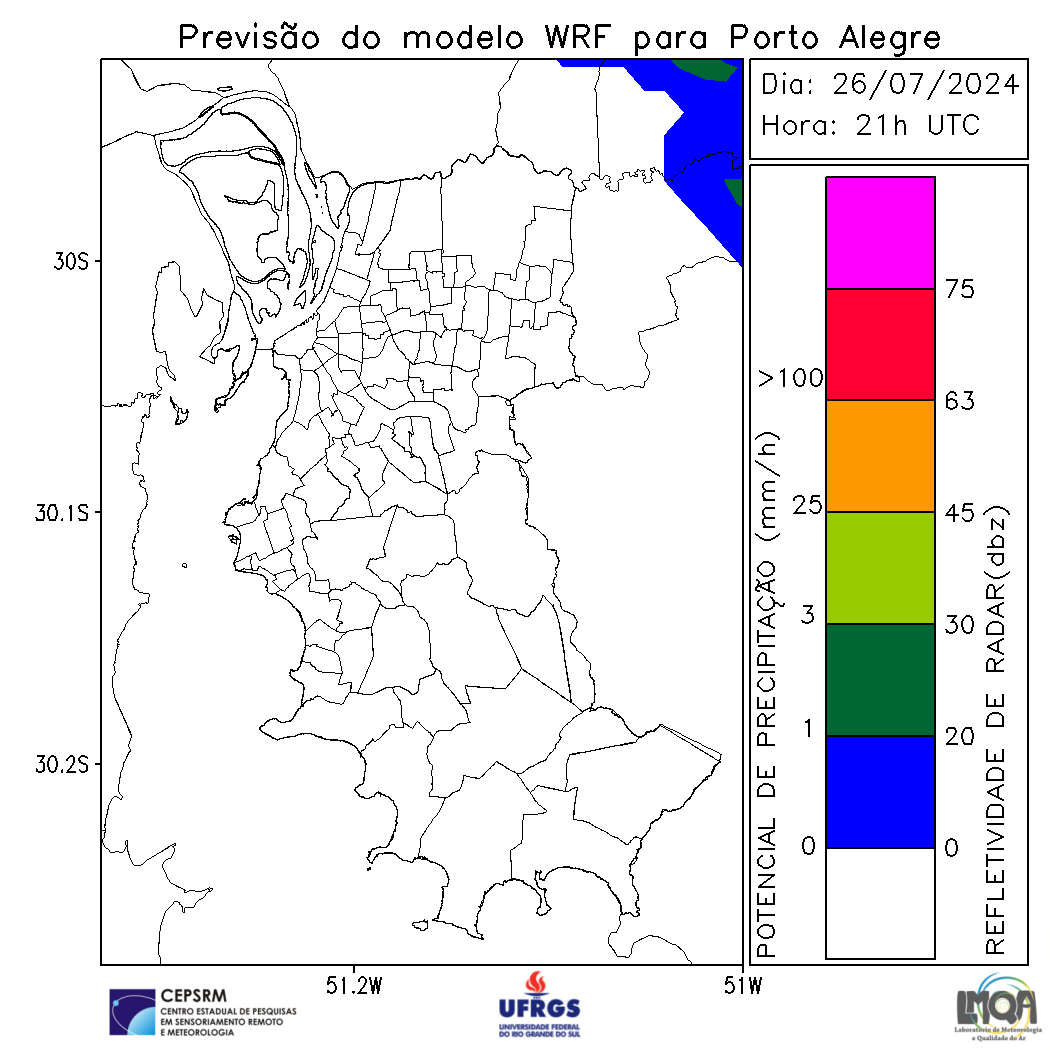 Previsão do modelo WRF para Porto Alegre
Dia: 26/07/2024
Hora: 21h UTC
30S
30.1S
30.2S
51.2W
51W
POTENCIAL DE PRECIPITAÇÃO (mm/h)
>100
25
3
1
0
75
63
45
30
20
0
REFLETIVIDADE DE RADAR(dbz)
CEPSRM
CENTRO ESTADUAL DE PESQUISAS
EM SENSORIAMENTO REMOTO
E METEOROLOGIA
UFRGS
UNIVERSIDADE FEDERAL
DO RIO GRANDE DO SUL
LMQA
Laboratório de Meteorologia
e Qualidade do Ar